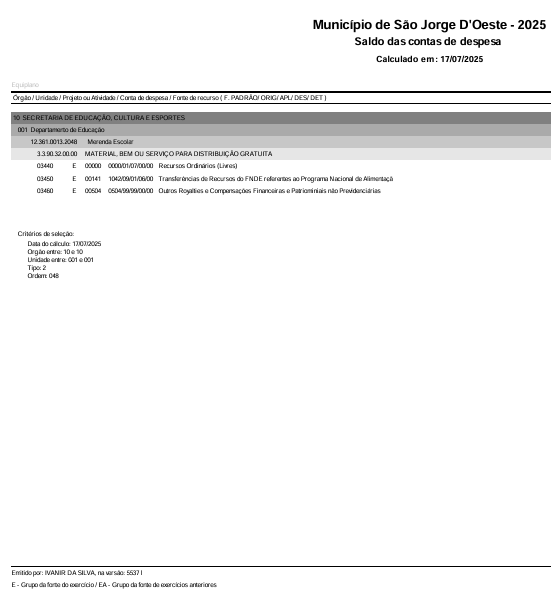 Município de São Jorge D'Oeste - 2025
Saldo das contas de despesa
Calculado em: 17/07/2025
Equiplano
Órgão / Unidade / Projeto ou Atividade / Conta de despesa / Fonte de recurso ( F. PADRÃO/ ORIG/ APL/ DES/ DET )
10 SECRETARIA DE EDUCAÇÃO, CULTURA E ESPORTES
001 Departamento de Educação
12.361.0013.2048 Merenda Escolar
3.3.90.32.00.00 MATERIAL, BEM OU SERVIÇO PARA DISTRIBUIÇÃO GRATUITA
03440 E 00000 0000/01/07/00/00 Recursos Ordinários (Livres)
03450 E 00141 1042/09/01/06/00 Transferências de Recursos do FNDE referentes ao Programa Nacional de Alimentaçã
03460 E 00504 0504/99/99/00/00 Outros Royalties e Compensações Financeiras e Patrimoniais não Previdenciárias
Critérios de seleção:
Data do cálculo: 17/07/2025
Orgão entre: 10 e 10
Unidade entre: 001 e 001
Tipo: 2
Ordem: 048
Emitido por: IVANIR DA SILVA, na versão: 5537 l
E - Grupo da fonte do exercício / EA - Grupo da fonte de exercícios anteriores